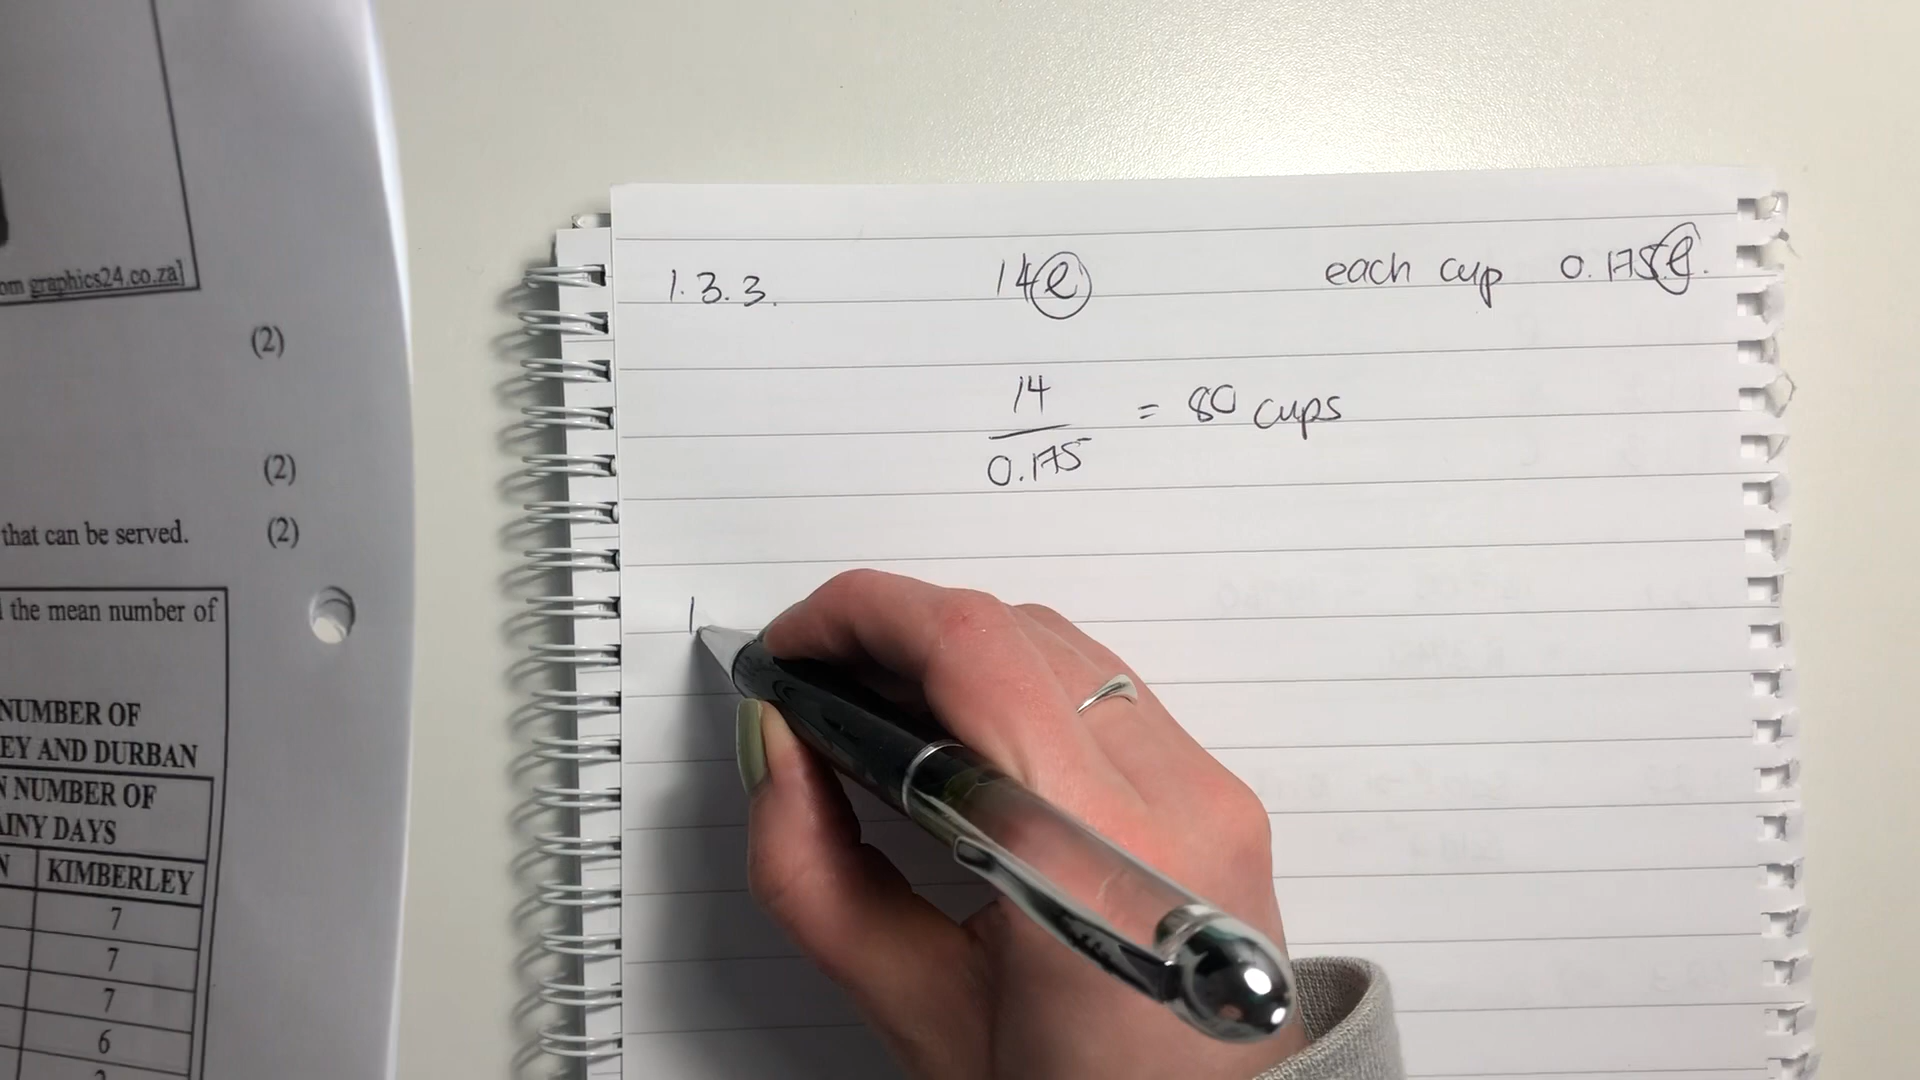 om graphics24.co.za]
(2)
(2)
that can be served. (2)
the mean number of
NUMBER OF
EY AND DURBAN
NUMBER OF
AINY DAYS
N KIMBERLEY
7
7
7
6
1.3.3. 14ℓ each cup 0.175ℓ.
14
0.175
= 80 cups
1